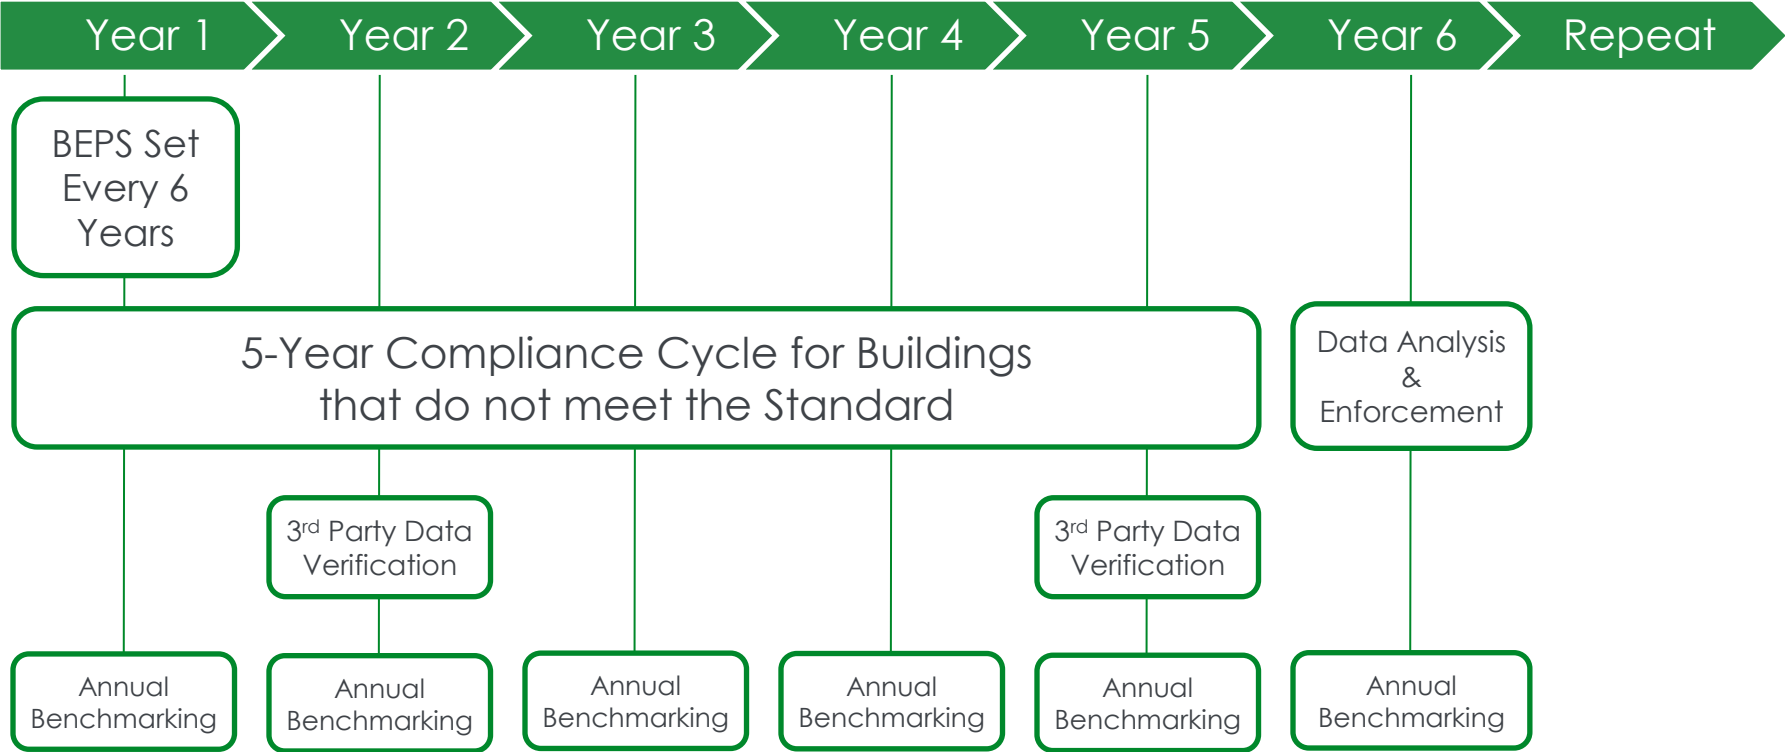 Year 1
Year 2
Year 3
Year 4
Year 5
Year 6
Repeat
BEPS Set
Every 6
Years
5-Year Compliance Cycle for Buildings
that do not meet the Standard
Data Analysis
&
Enforcement
3rd Party Data
Verification
3rd Party Data
Verification
Annual
Benchmarking
Annual
Benchmarking
Annual
Benchmarking
Annual
Benchmarking
Annual
Benchmarking
Annual
Benchmarking